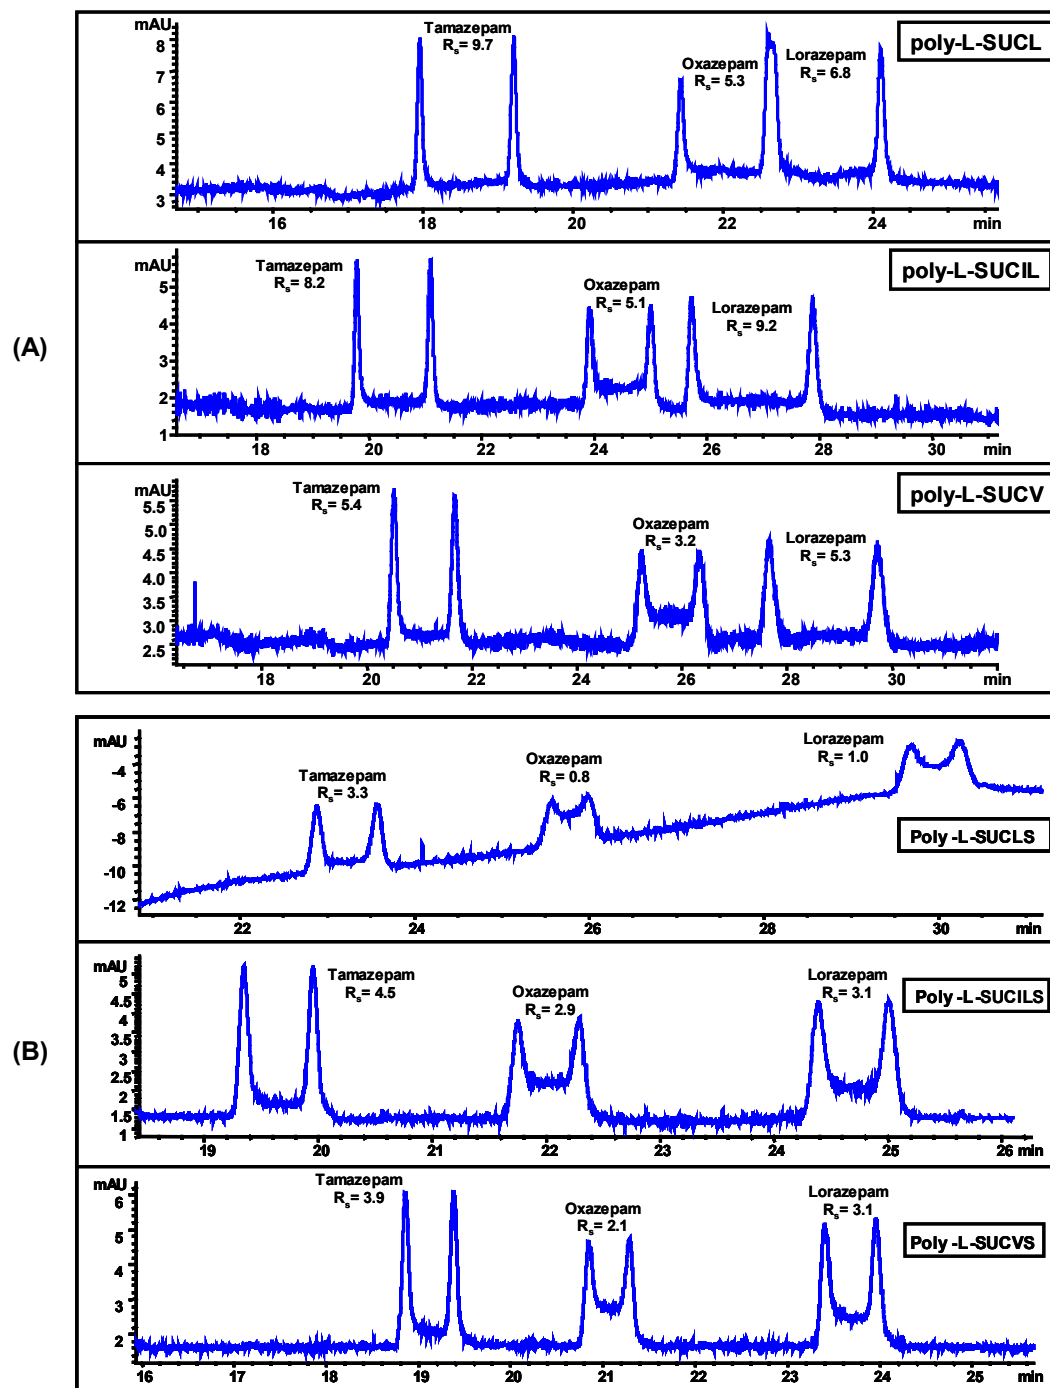 (A)
mAU
8
7
6
5
4
3
Tamazepam
Rs= 9.7
Oxazepam
Rs= 5.3
Lorazepam
Rs= 6.8
poly-L-SUCL
16 18 20 22 24 min
mAU
5
4
3
2
1
Tamazepam
Rs= 8.2
Oxazepam
Rs= 5.1
Lorazepam
Rs= 9.2
poly-L-SUCIL
18 20 22 24 26 28 30 min
mAU
5.5
5.0
4.5
4.0
3.5
3.0
2.5
Tamazepam
Rs= 5.4
Oxazepam
Rs= 3.2
Lorazepam
Rs= 5.3
poly-L-SUCV
18 20 22 24 26 28 30 min
(B)
mAU
-4
-6
-8
-10
-12
Tamazepam
Rs= 3.3
Oxazepam
Rs= 0.8
Lorazepam
Rs= 1.0
Poly -L-SUCLS
22 24 26 28 30 min
mAU
5
4.5
4
3.5
3
2.5
2
1.5
1
Tamazepam
Rs= 4.5
Oxazepam
Rs= 2.9
Lorazepam
Rs= 3.1
Poly -L-SUCILS
19 20 21 22 23 24 25 26 min
mAU
6
5
4
3
2
Tamazepam
Rs= 3.9
Oxazepam
Rs= 2.1
Lorazepam
Rs= 3.1
Poly -L-SUCVS
16 17 18 19 20 21 22 23 24 25 min